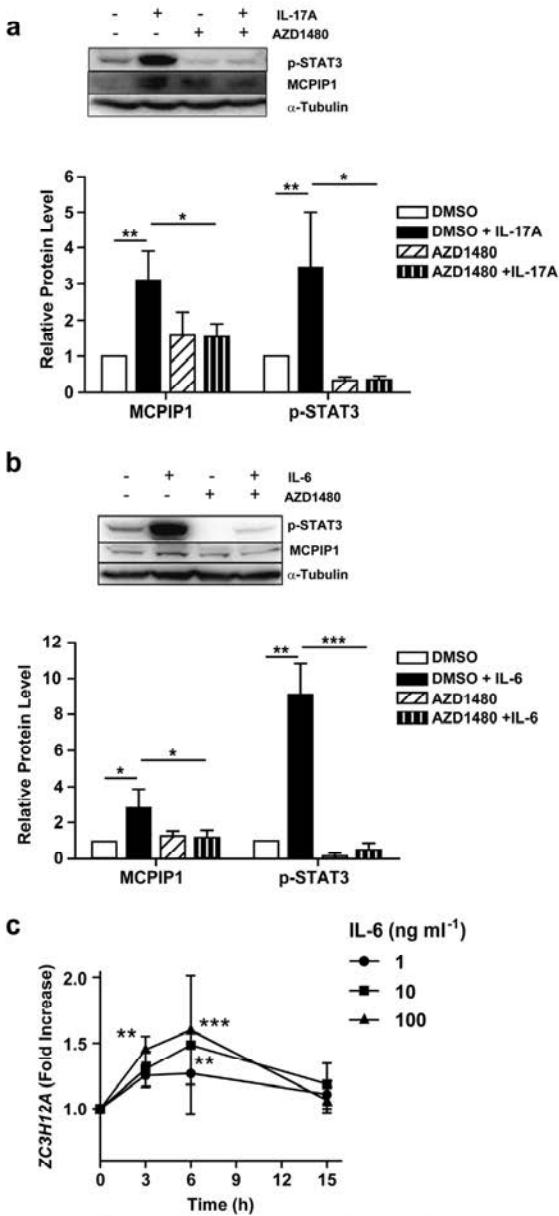 a
- + - + IL-17A
- - + + AZD1480
p-STAT3
MCPIP1
α-Tubulin
Relative Protein Level
6
5
4
3
2
1
0
** * ** *
MCPIP1 p-STAT3
DMSO
DMSO + IL-17A
AZD1480
AZD1480 +IL-17A
b
- + - + IL-6
- - + + AZD1480
p-STAT3
MCPIP1
α-Tubulin
Relative Protein Level
12
10
8
6
4
2
0
* * ** ***
MCPIP1 p-STAT3
DMSO
DMSO + IL-6
AZD1480
AZD1480 +IL-6
c
IL-6 (ng ml⁻¹)
1
10
100
ZC3H12A (Fold Increase)
2.0
1.5
1.0
** *** **
0 3 6 9 12 15
Time (h)